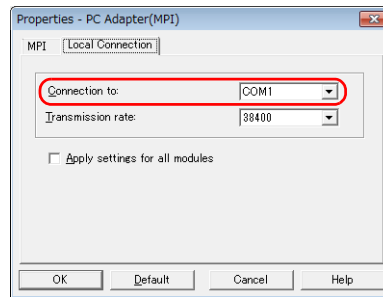 Properties - PC Adapter(MPI)
MPI Local Connection
Connection to: COM1
Transmission rate: 38400
Apply settings for all modules
OK Default Cancel Help